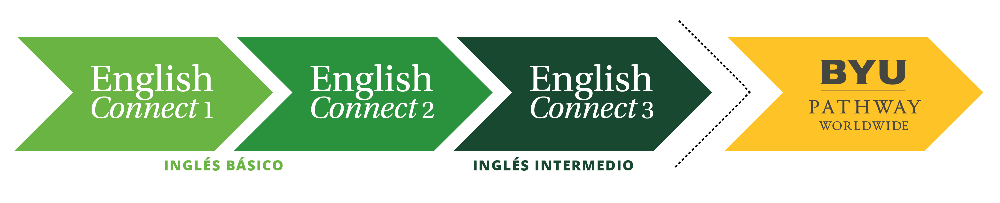 English
Connect 1
English
Connect 2
English
Connect 3
BYU
PATHWAY
WORLDWIDE
INGLÉS BÁSICO
INGLÉS INTERMEDIO